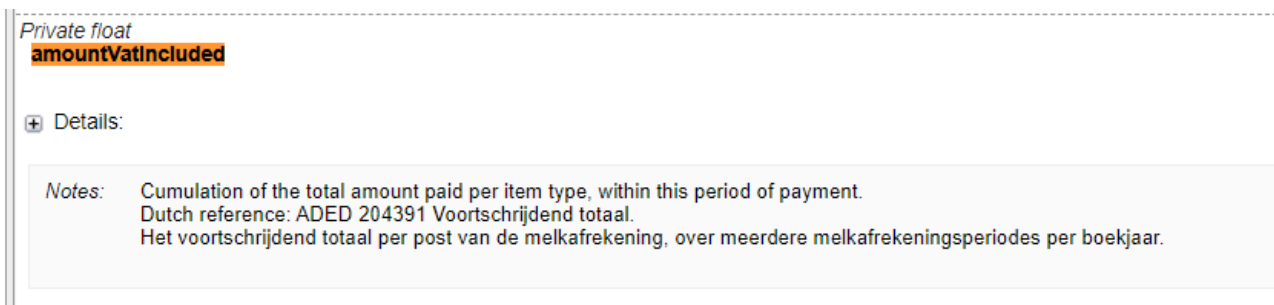 Private float
amountVatIncluded
Details:
Notes: Cumulation of the total amount paid per item type, within this period of payment.
Dutch reference: ADED 204391 Voortschrijdend totaal.
Het voortschrijdend totaal per post van de melkafrekening, over meerdere melkafrekeningsperiodes per boekjaar.